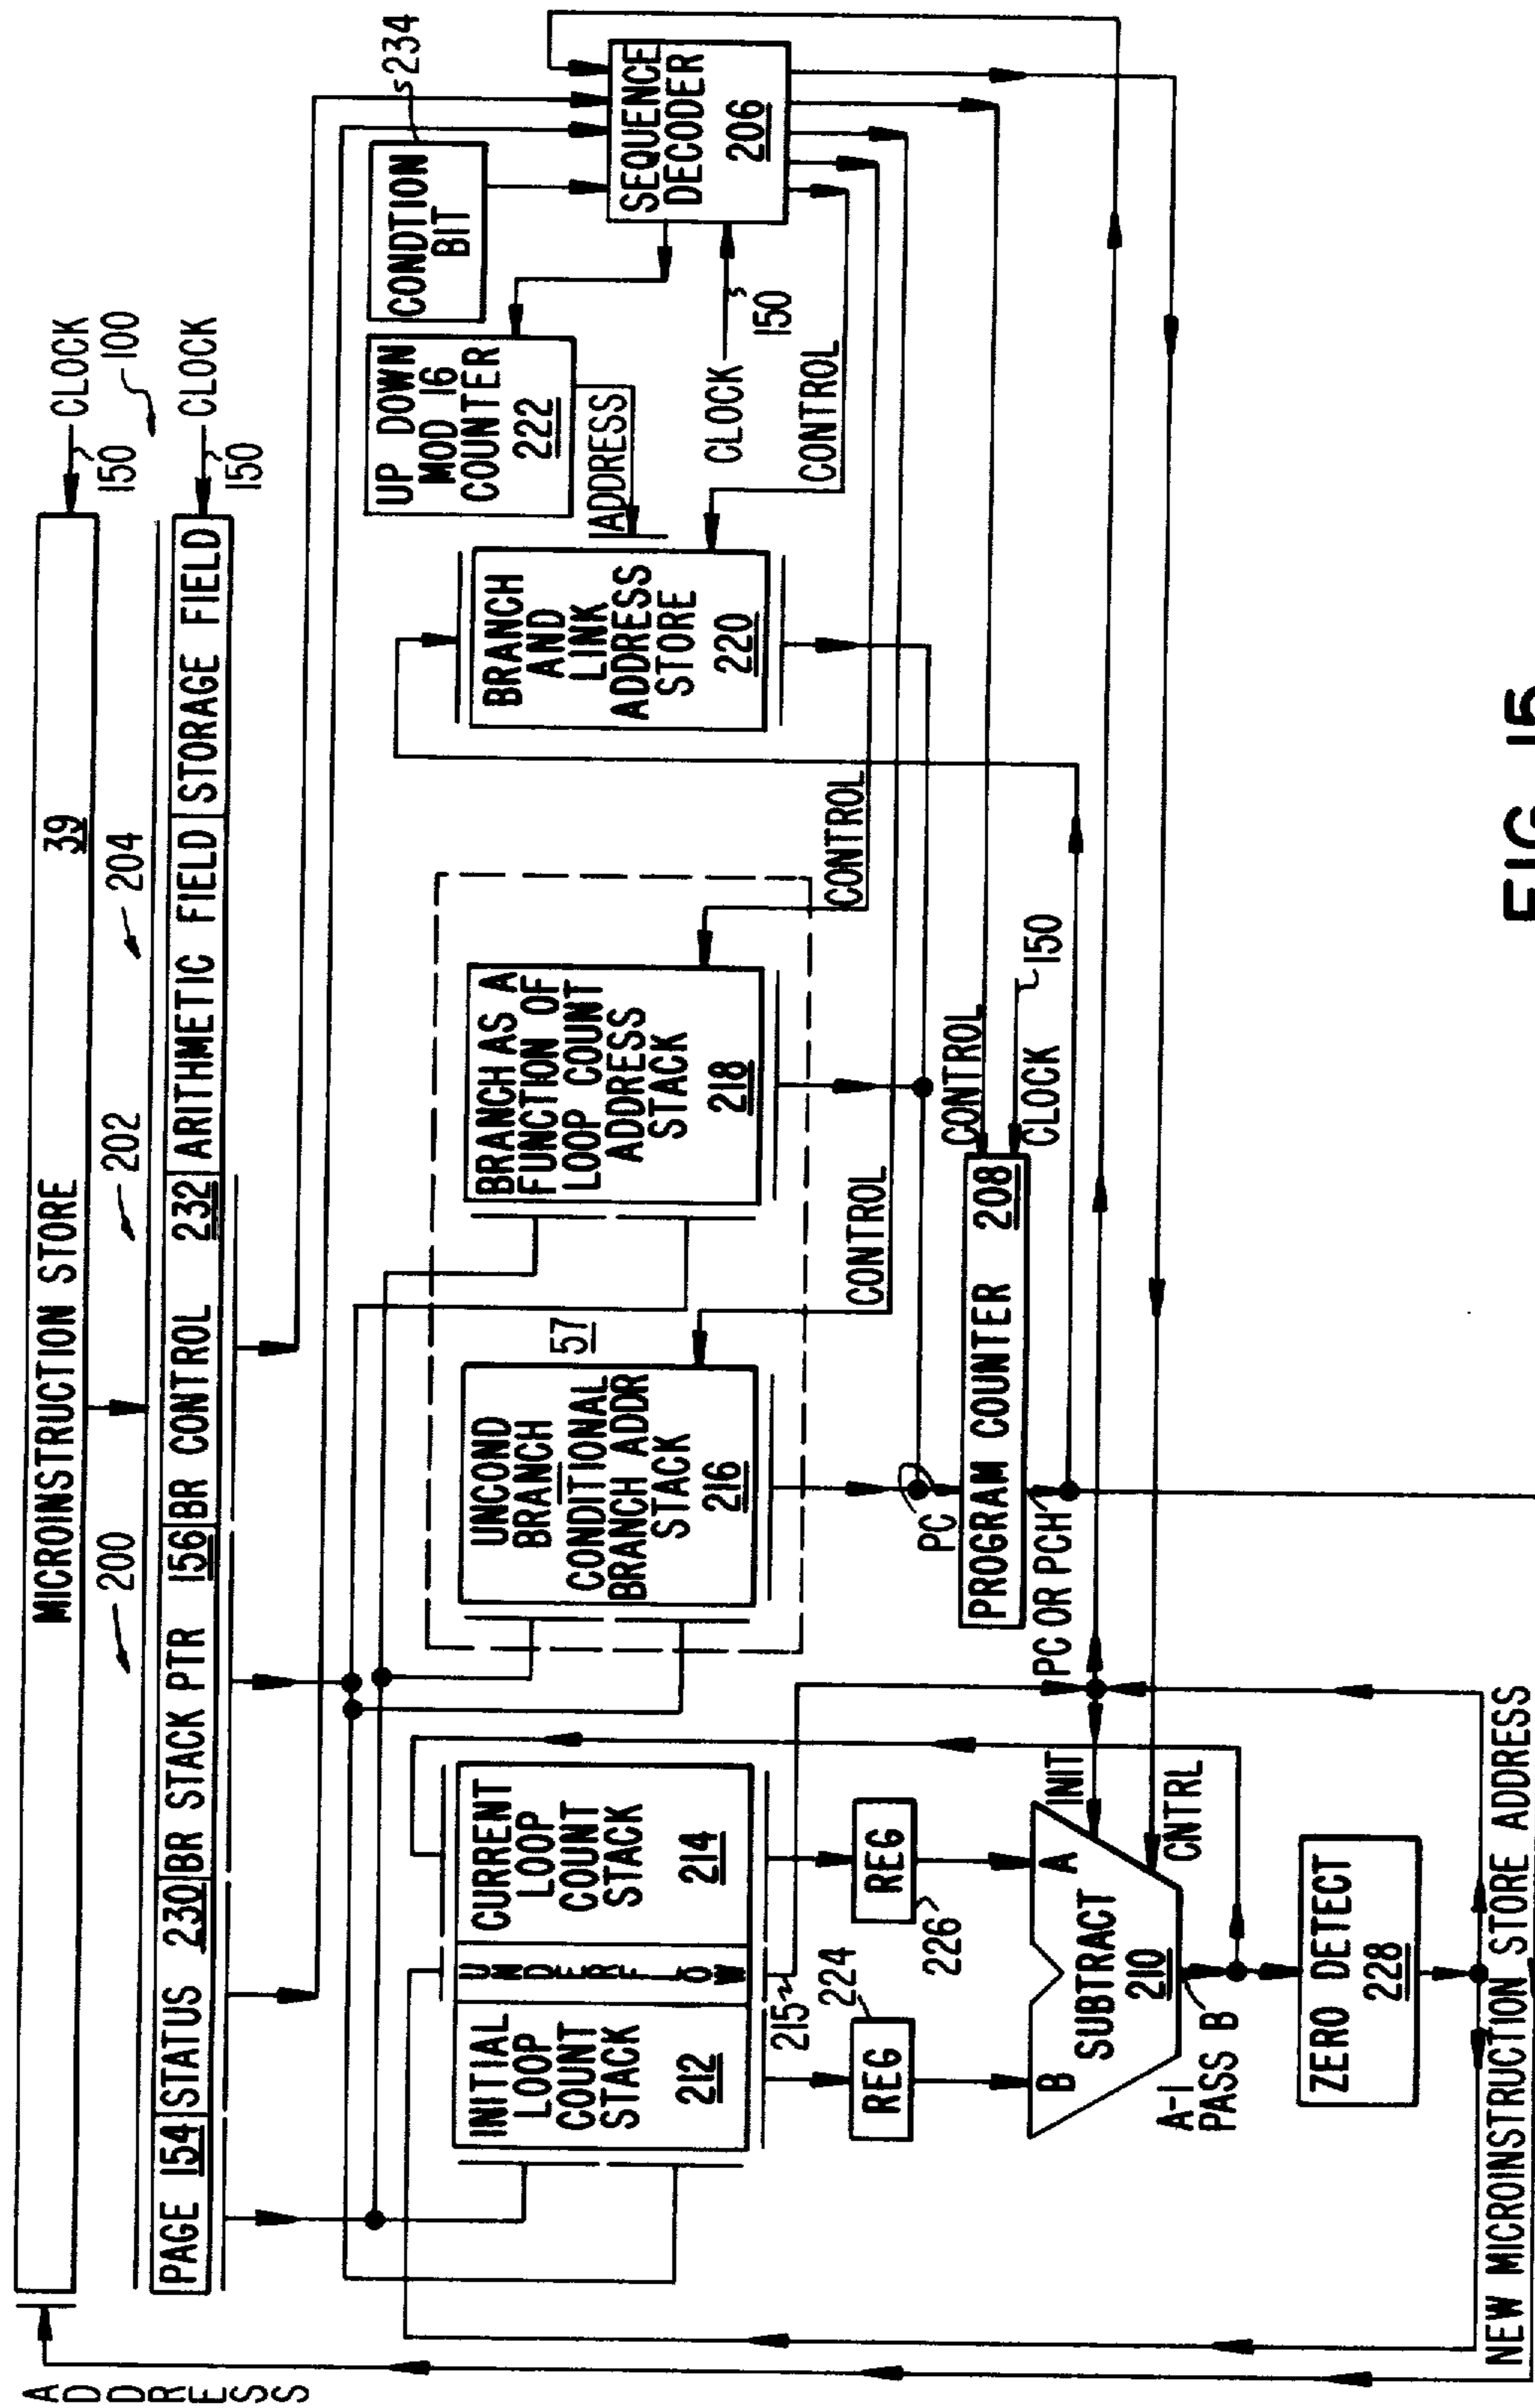 ADDRESS
MICROINSTRUCTION STORE 39
CLOCK
150
200
202
204
100
PAGE 154 STATUS 230 BR STACK PTR 156 BR CONTROL 232 ARITHMETIC FIELD STORAGE FIELD
CLOCK
150
INITIAL
LOOP
COUNT
STACK
212
UNDERFLOW
CURRENT
LOOP
COUNT
STACK
214
215
UNCOND
BRANCH
CONDITIONAL
BRANCH ADDR
STACK
216
57
BRANCH AS A
FUNCTION OF
LOOP COUNT
ADDRESS
STACK
218
BRANCH
AND
LINK
ADDRESS
STORE
220
ADDRESS
UP DOWN
MOD 16
COUNTER
222
CONDTION
BIT
234
SEQUENCE
DECODER
206
CLOCK
150
CONTROL
CONTROL
CONTROL
REG
224
REG
226
B
A
SUBTRACT
210
INIT
CNTRL
A-1
PASS B
ZERO DETECT
228
PC
PROGRAM COUNTER 208
CONTROL
CLOCK
150
PC OR PCH
NEW MICROINSTRUCTION STORE ADDRESS
FIG. 15